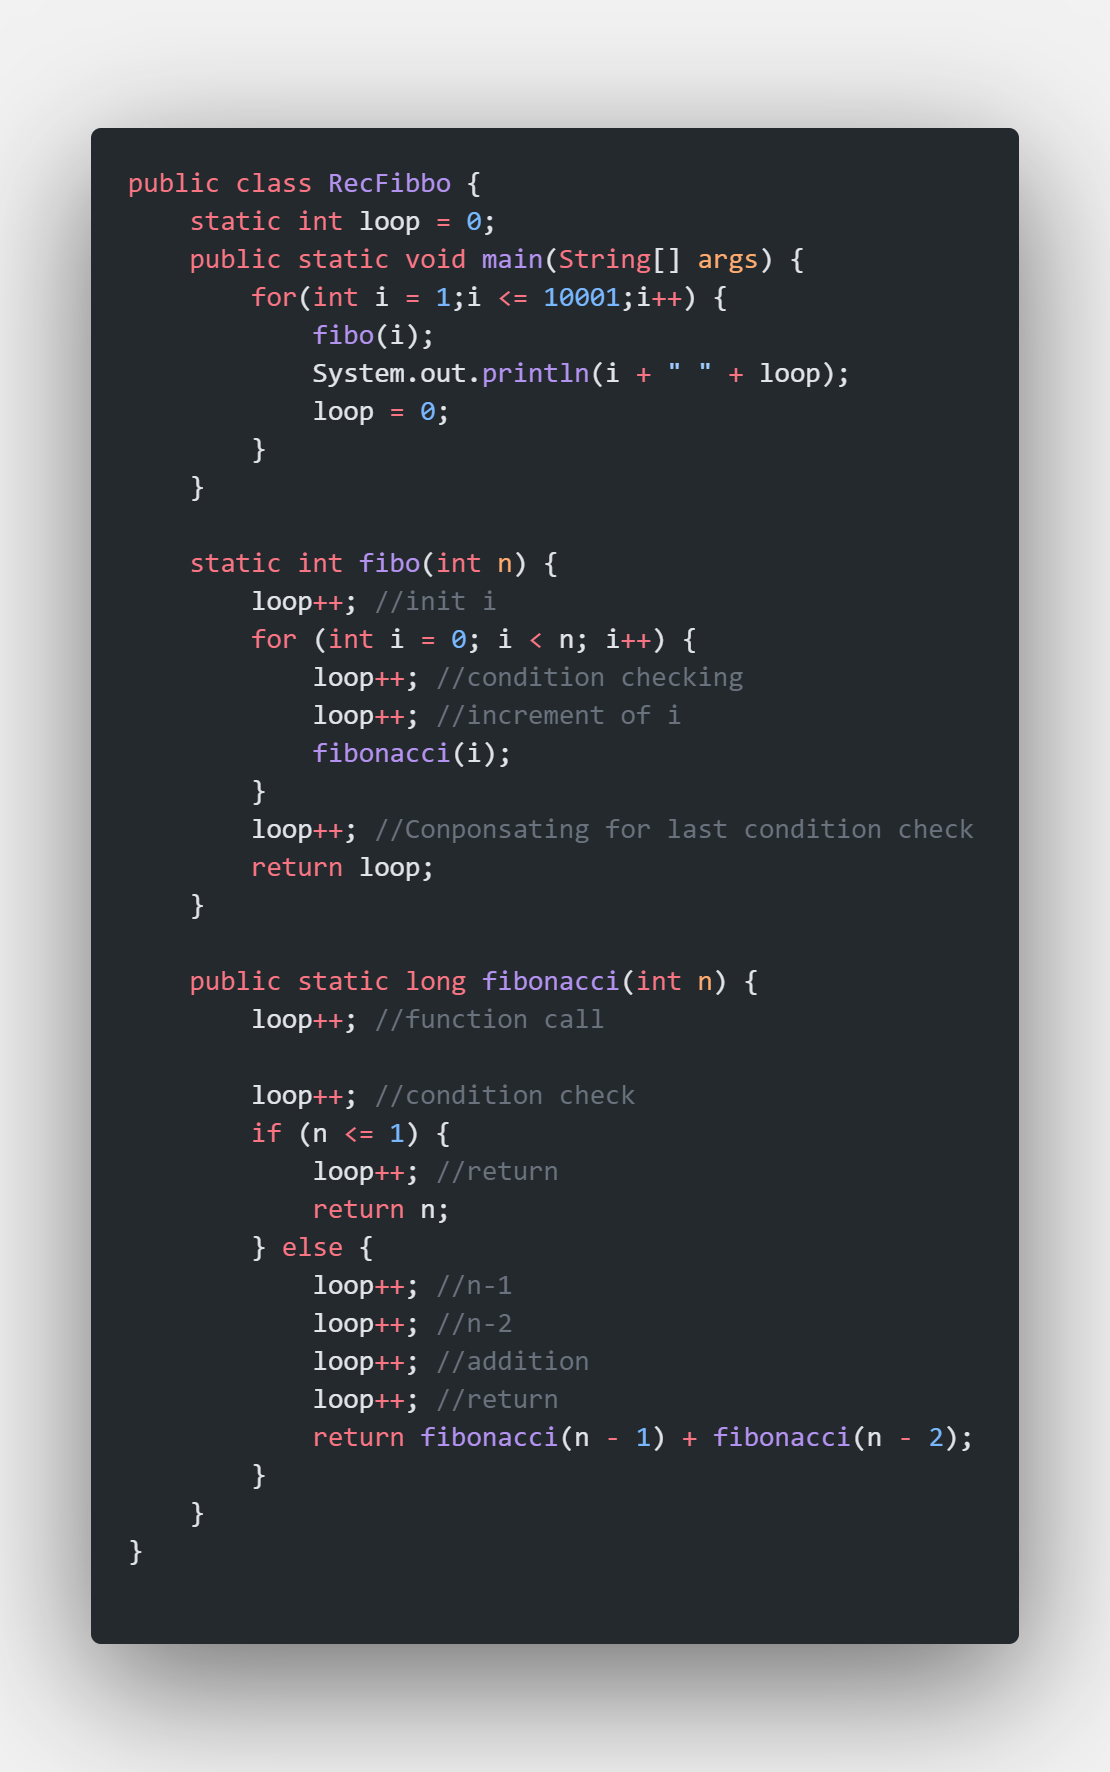 public class RecFibbo {
    static int loop = 0;
    public static void main(String[] args) {
        for(int i = 1;i <= 10001;i++) {
            fibo(i);
            System.out.println(i + " " + loop);
            loop = 0;
        }
    }

    static int fibo(int n) {
        loop++; //init i
        for (int i = 0; i < n; i++) {
            loop++; //condition checking
            loop++; //increment of i
            fibonacci(i);
        }
        loop++; //Conponsating for last condition check
        return loop;
    }

    public static long fibonacci(int n) {
        loop++; //function call

        loop++; //condition check
        if (n <= 1) {
            loop++; //return
            return n;
        } else {
            loop++; //n-1
            loop++; //n-2
            loop++; //addition
            loop++; //return
            return fibonacci(n - 1) + fibonacci(n - 2);
        }
    }
}